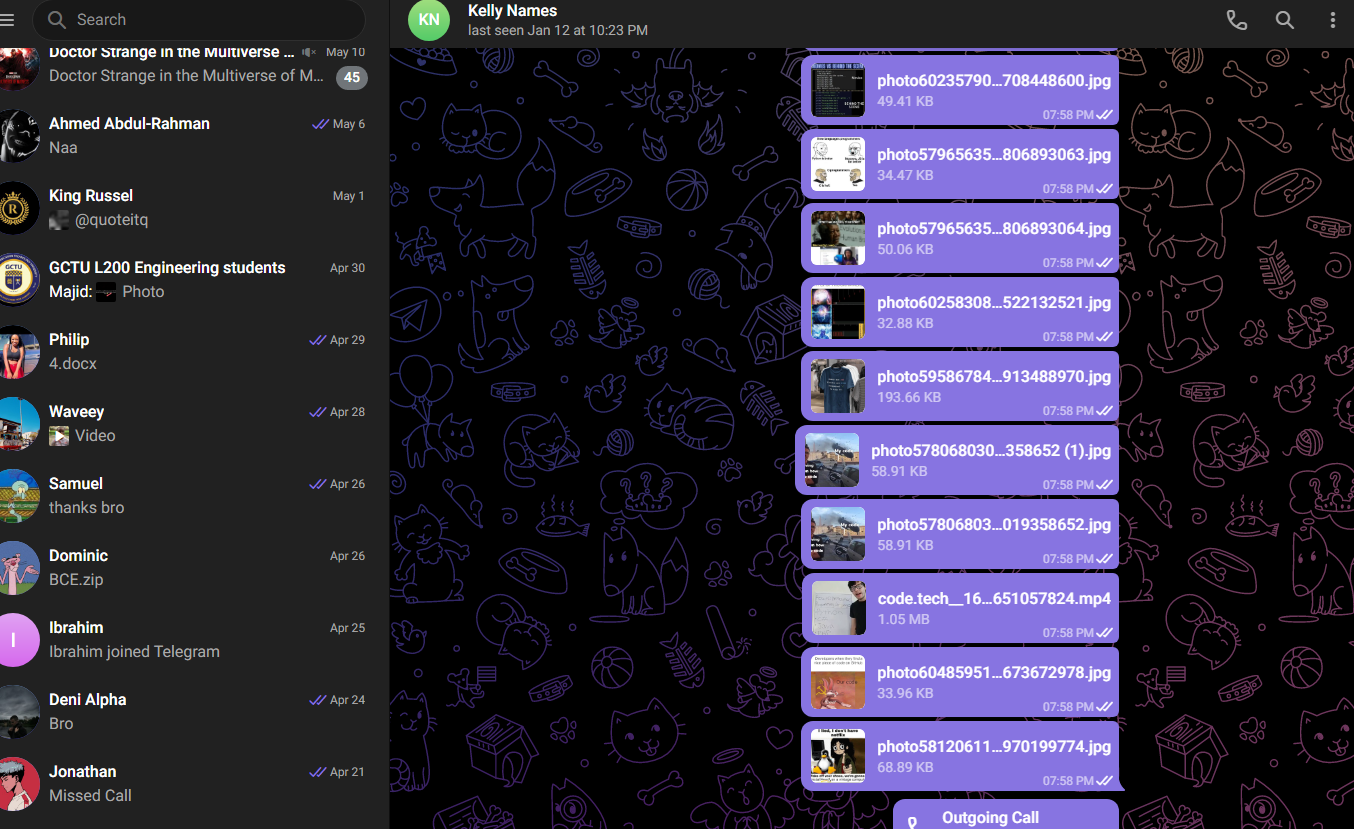 Search
Doctor Strange in the Multiverse ...
May 10
Doctor Strange in the Multiverse of M...
45
Ahmed Abdul-Rahman
May 6
Naa
King Russel
May 1
@quoteitq
GCTU
GCTU L200 Engineering students
Apr 30
Majid: Photo
Philip
Apr 29
4.docx
Waveey
Apr 28
Video
Samuel
Apr 26
thanks bro
Dominic
Apr 26
BCE.zip
I
Ibrahim
Apr 25
Ibrahim joined Telegram
Deni Alpha
Apr 24
Bro
Jonathan
Apr 21
Missed Call
KN
Kelly Names
last seen Jan 12 at 10:23 PM
photo60235790...708448600.jpg
49.41 KB
07:58 PM
photo57965635...806893063.jpg
34.47 KB
07:58 PM
photo57965635...806893064.jpg
50.06 KB
07:58 PM
photo60258308...522132521.jpg
32.88 KB
07:58 PM
photo59586784...913488970.jpg
193.66 KB
07:58 PM
photo578068030...358652 (1).jpg
58.91 KB
07:58 PM
photo57806803...019358652.jpg
58.91 KB
07:58 PM
code.tech__16...651057824.mp4
1.05 MB
07:58 PM
photo60485951...673672978.jpg
33.96 KB
07:58 PM
I lied, I don't have
netflix
photo58120611...970199774.jpg
68.89 KB
07:58 PM
Outgoing Call